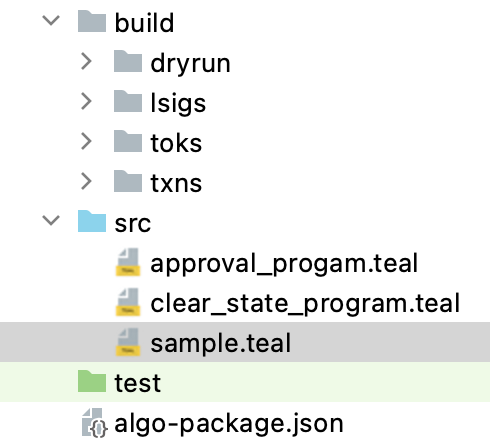 build
dryrun
lsigs
toks
txns
src
approval_progam.teal
clear_state_program.teal
sample.teal
test
algo-package.json